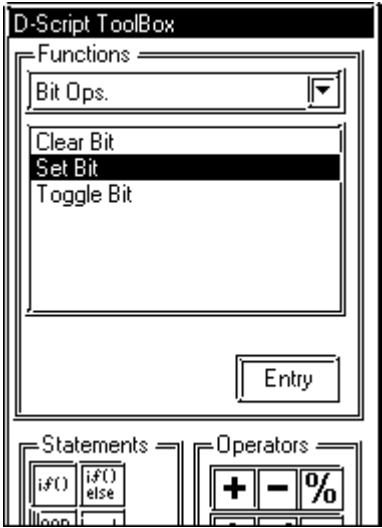 D-Script ToolBox
Functions
Bit Ops.
Clear Bit
Set Bit
Toggle Bit
Entry
Statements
Operators
if()
if()
else
+ − %